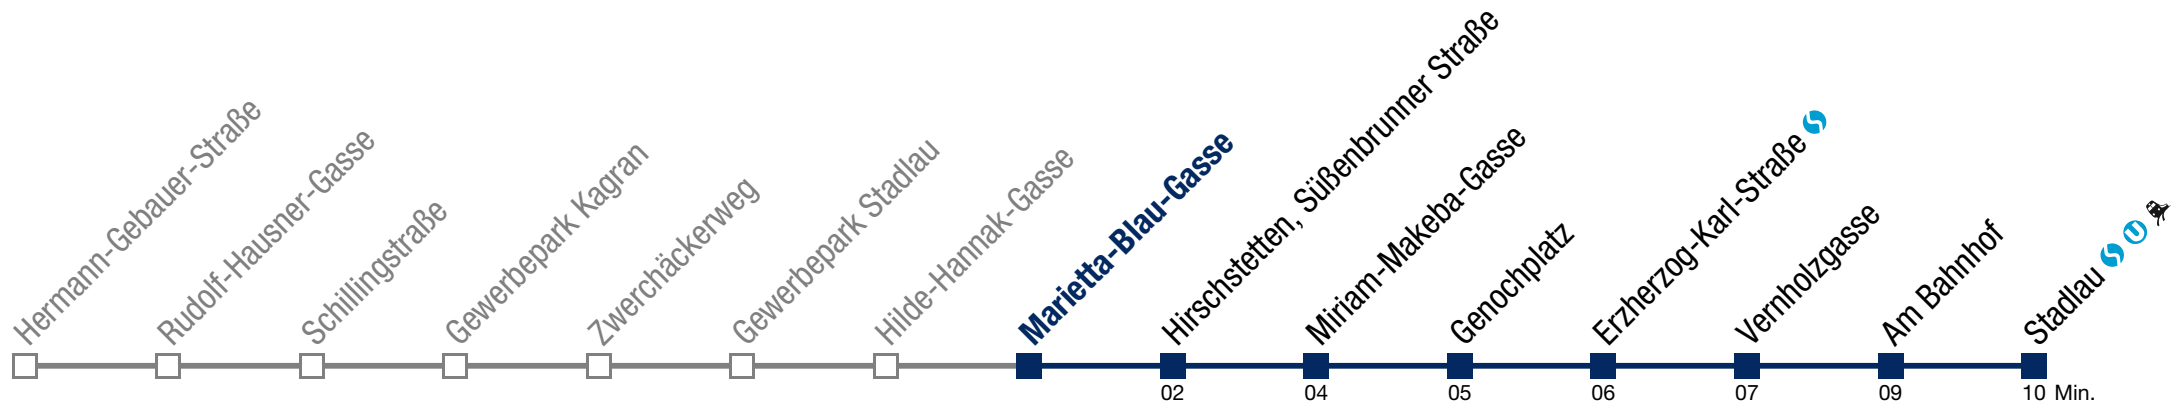 Hermann-Gebauer-Straße
Rudolf-Hausner-Gasse
Schillingstraße
Gewerbepark Kagran
Zwerchäckerweg
Gewerbepark Stadlau
Hilde-Hannak-Gasse
Marietta-Blau-Gasse
Hirschstetten, Süßenbrunner Straße
Miriam-Makeba-Gasse
Genochplatz
Erzherzog-Karl-Straße S
Vernholzgasse
Am Bahnhof
Stadlau S U
02 04 05 06 07 09 10 Min.